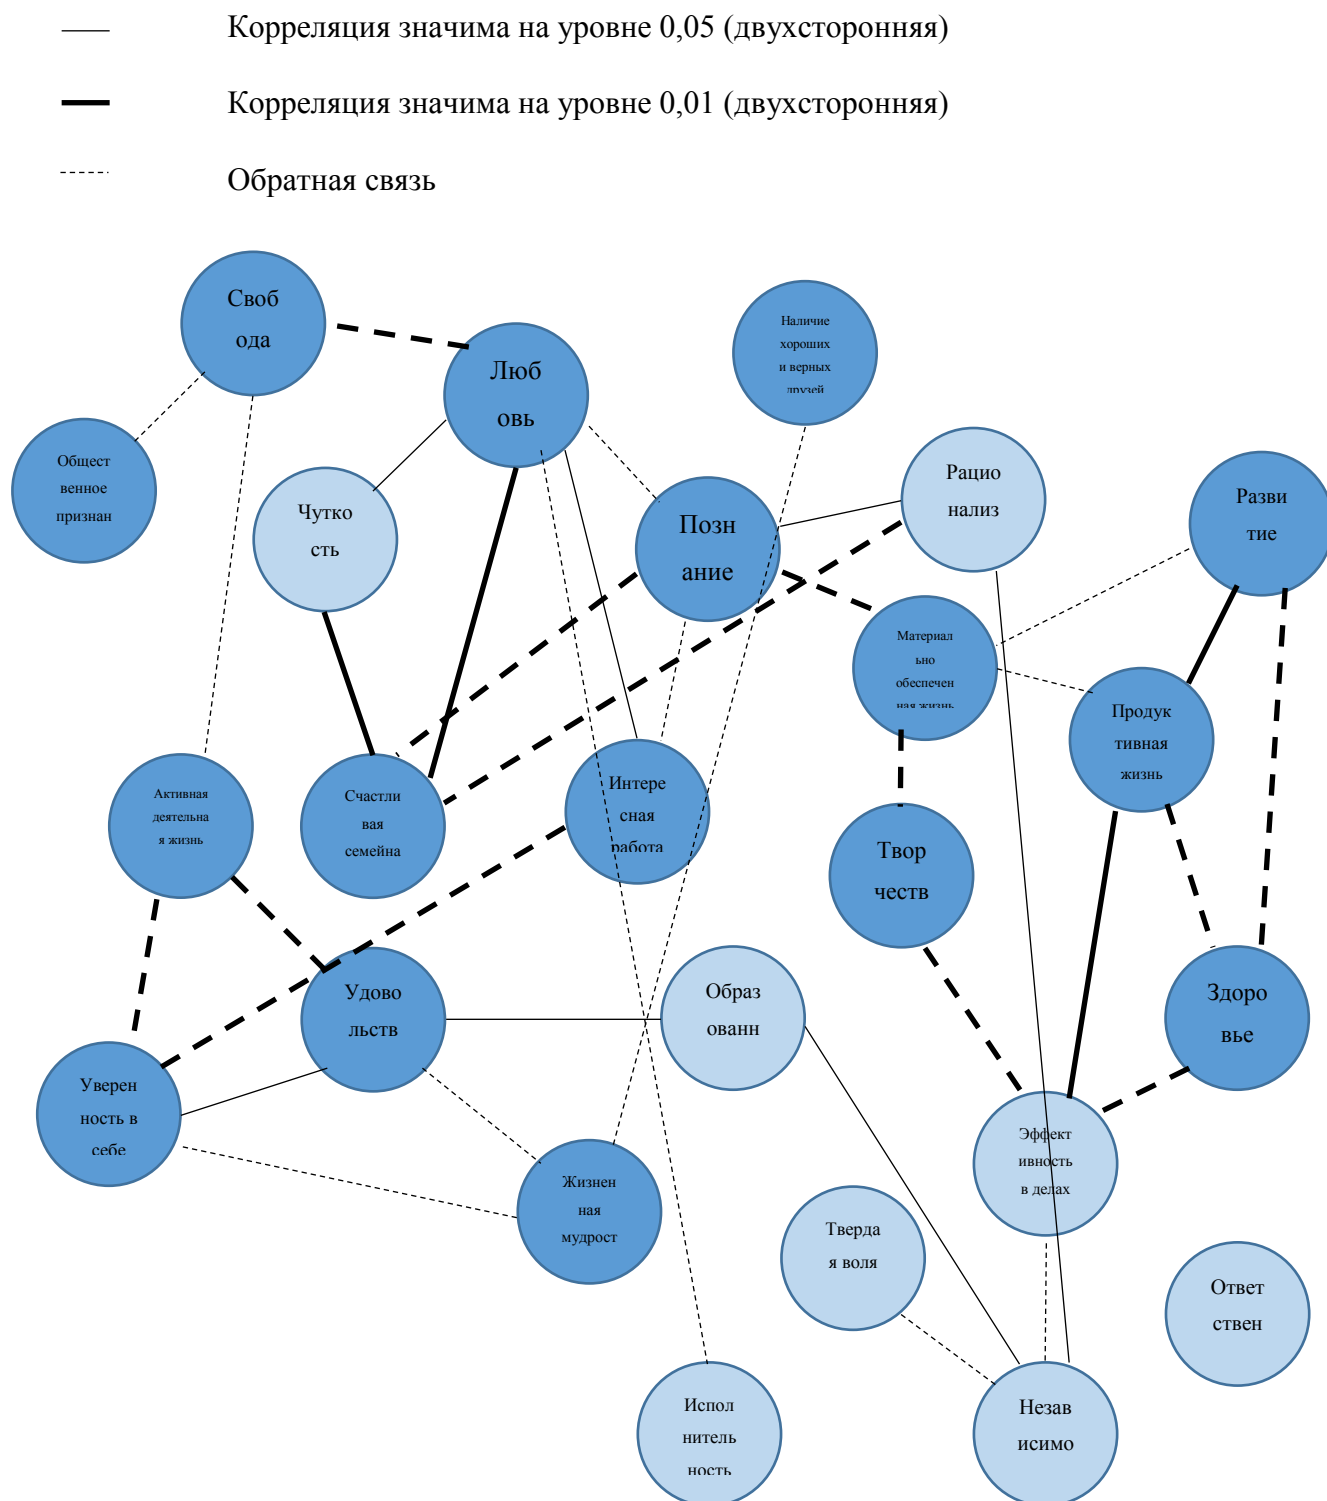 Корреляция значима на уровне 0,05 (двухсторонняя)
Корреляция значима на уровне 0,01 (двухсторонняя)
Обратная связь
Своб
ода
Люб
овь
Наличие
хороших
и верных
друзей
Общест
венное
признан
Чутко
сть
Позн
ание
Рацио
нализ
Разви
тие
Материал
ьно
обеспечен
ная жизнь
Продук
тивная
жизнь
Активная
деятельна
я жизнь
Счастли
вая
семейна
Интере
сная
работа
Твор
честв
Удово
льств
Образ
ованн
Здоро
вье
Уверен
ность в
себе
Жизнен
ная
мудрост
Эффект
ивность
в делах
Тверда
я воля
Ответ
ствен
Испол
нитель
ность
Незав
исимо